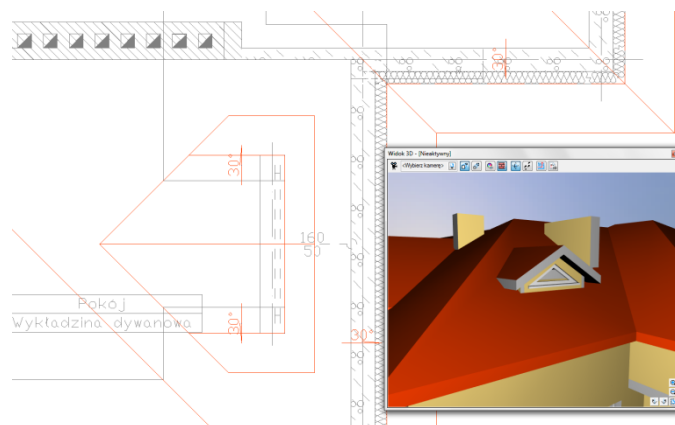 30°
30°
H
160
50
Pokój
Wykładzina dywanowa
30°
H
30°
Widok 3D - [Nieaktywny]
<Wybierz kamerę>